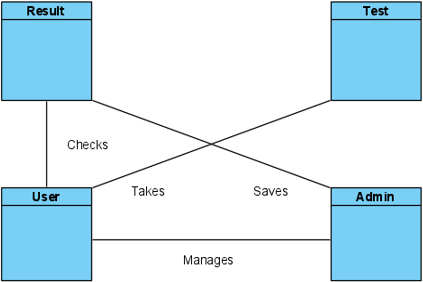 Result
Test
Checks
Takes
Saves
User
Admin
Manages